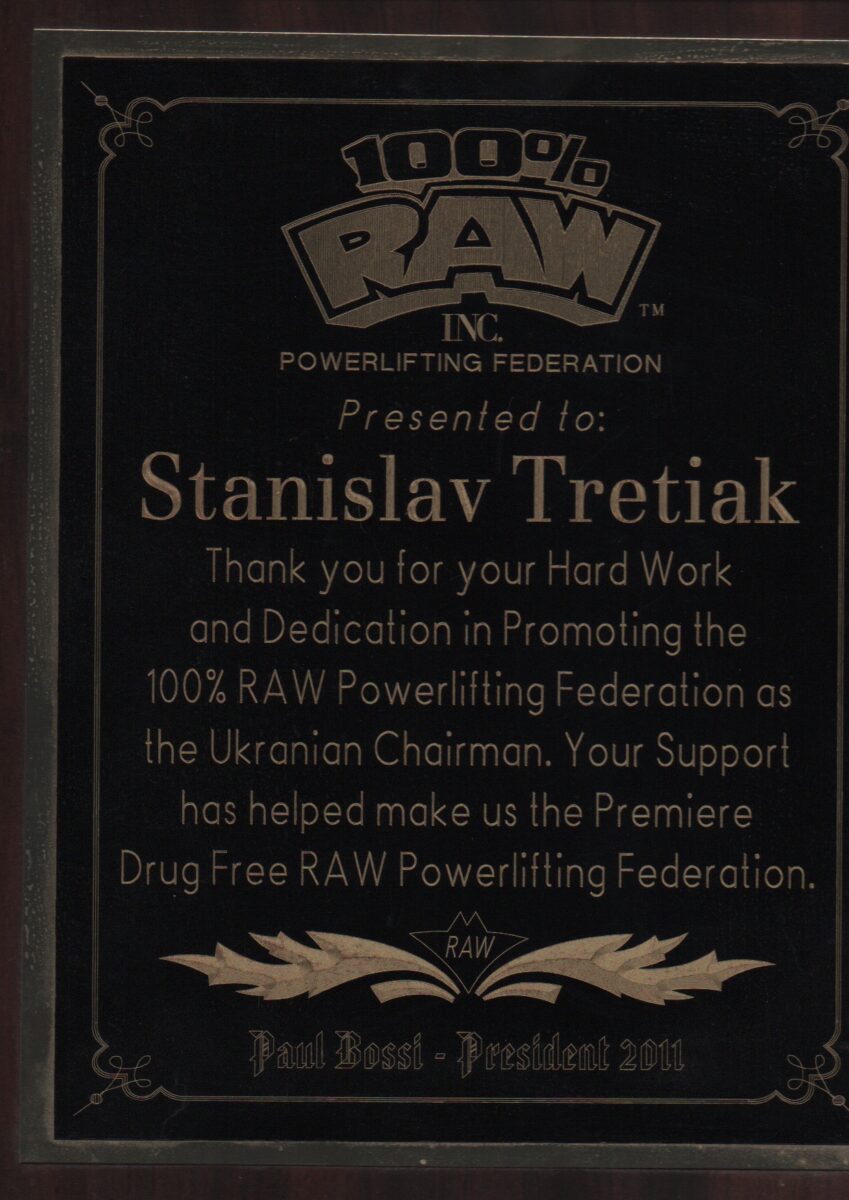 100%
RAW
TM
INC.
POWERLIFTING FEDERATION
Presented to:
Stanislav Tretiak
Thank you for your Hard Work
and Dedication in Promoting the
100% RAW Powerlifting Federation as
the Ukranian Chairman. Your Support
has helped make us the Premiere
Drug Free RAW Powerlifting Federation.
RAW
Paul Bossi - President 2011